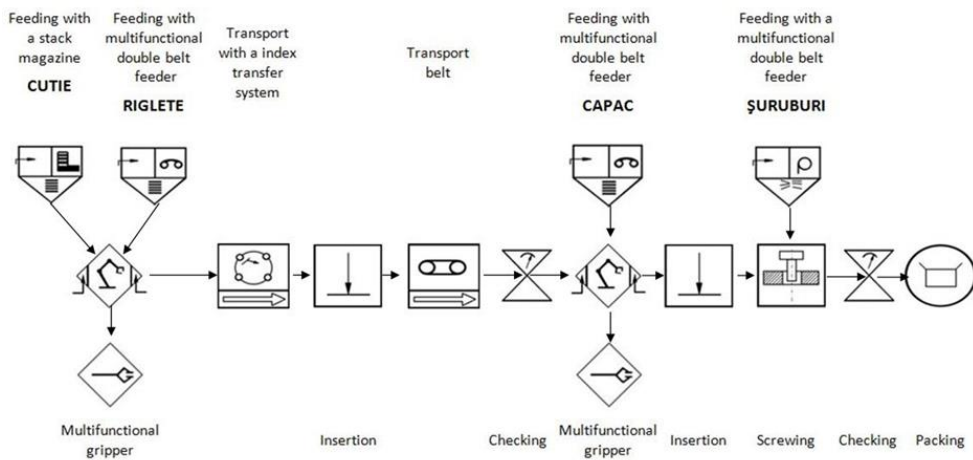 Feeding with
a stack
magazine
CUTIE
Feeding with
multifunctional
double belt
feeder
RIGLETE
Transport
with a index
transfer
system
Transport
belt
Feeding with
multifunctional
double belt
feeder
CAPAC
Feeding with a
multifunctional
double belt
feeder
ŞURUBURI
Multifunctional
gripper
Insertion
Checking
Multifunctional
gripper
Insertion
Screwing
Checking
Packing